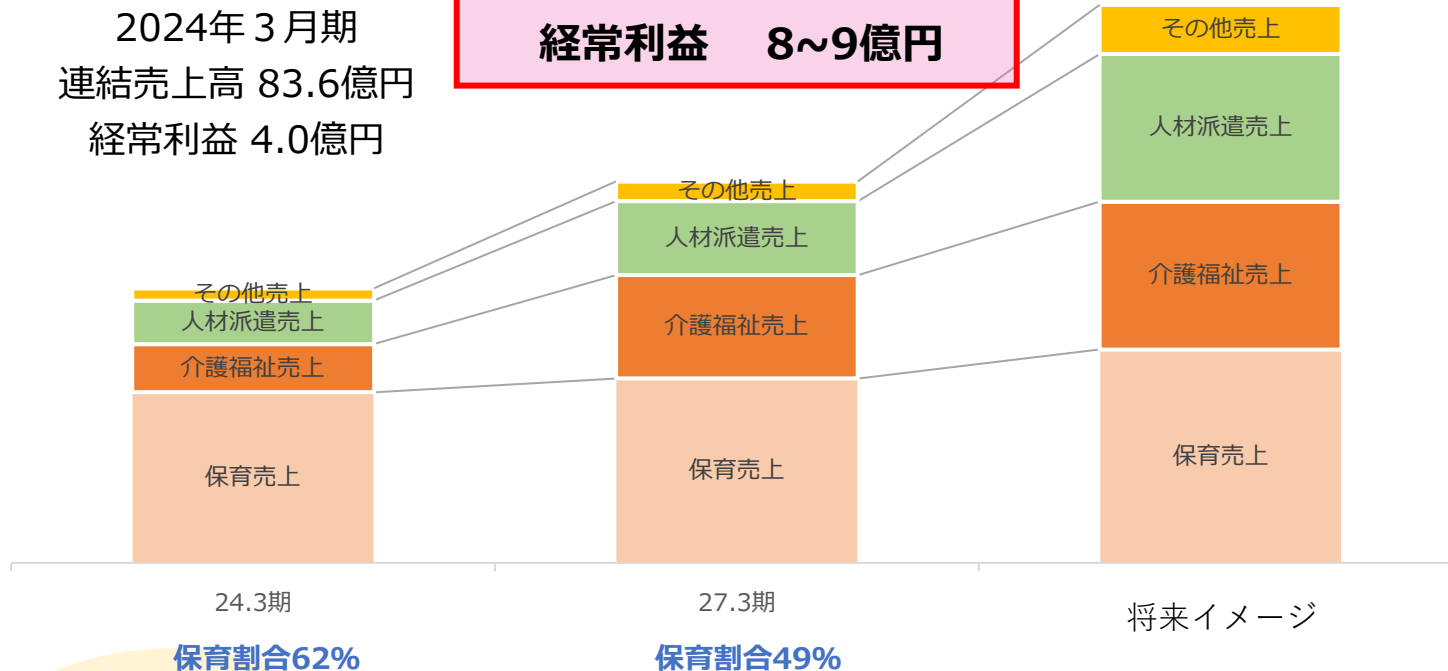 2024年３月期
連結売上高 83.6億円
経常利益 4.0億円
経常利益　8~9億円
その他売上
人材派遣売上
介護福祉売上
保育売上
その他売上
人材派遣売上
介護福祉売上
保育売上
その他売上
人材派遣売上
介護福祉売上
保育売上
24.3期
27.3期
将来イメージ
保育割合62%
保育割合49%